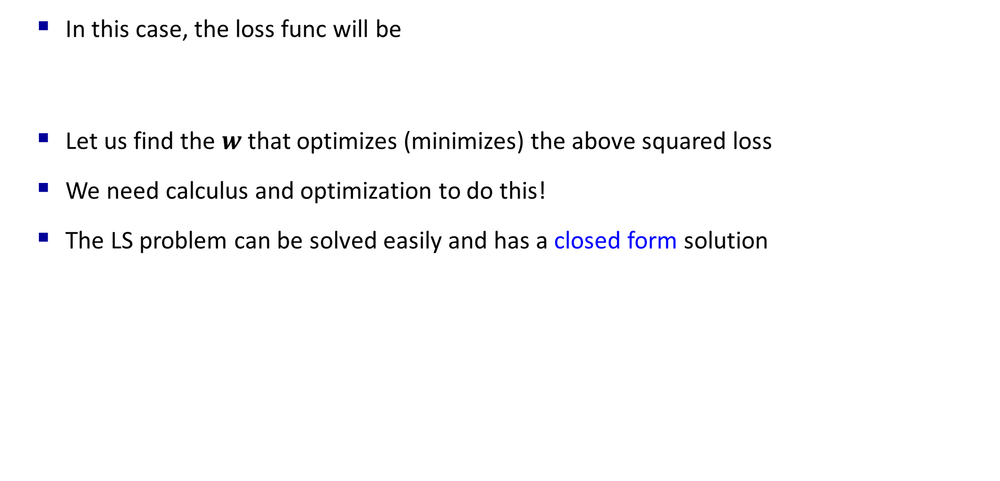 ▪ In this case, the loss func will be
▪ Let us find the w that optimizes (minimizes) the above squared loss
▪ We need calculus and optimization to do this!
▪ The LS problem can be solved easily and has a closed form solution